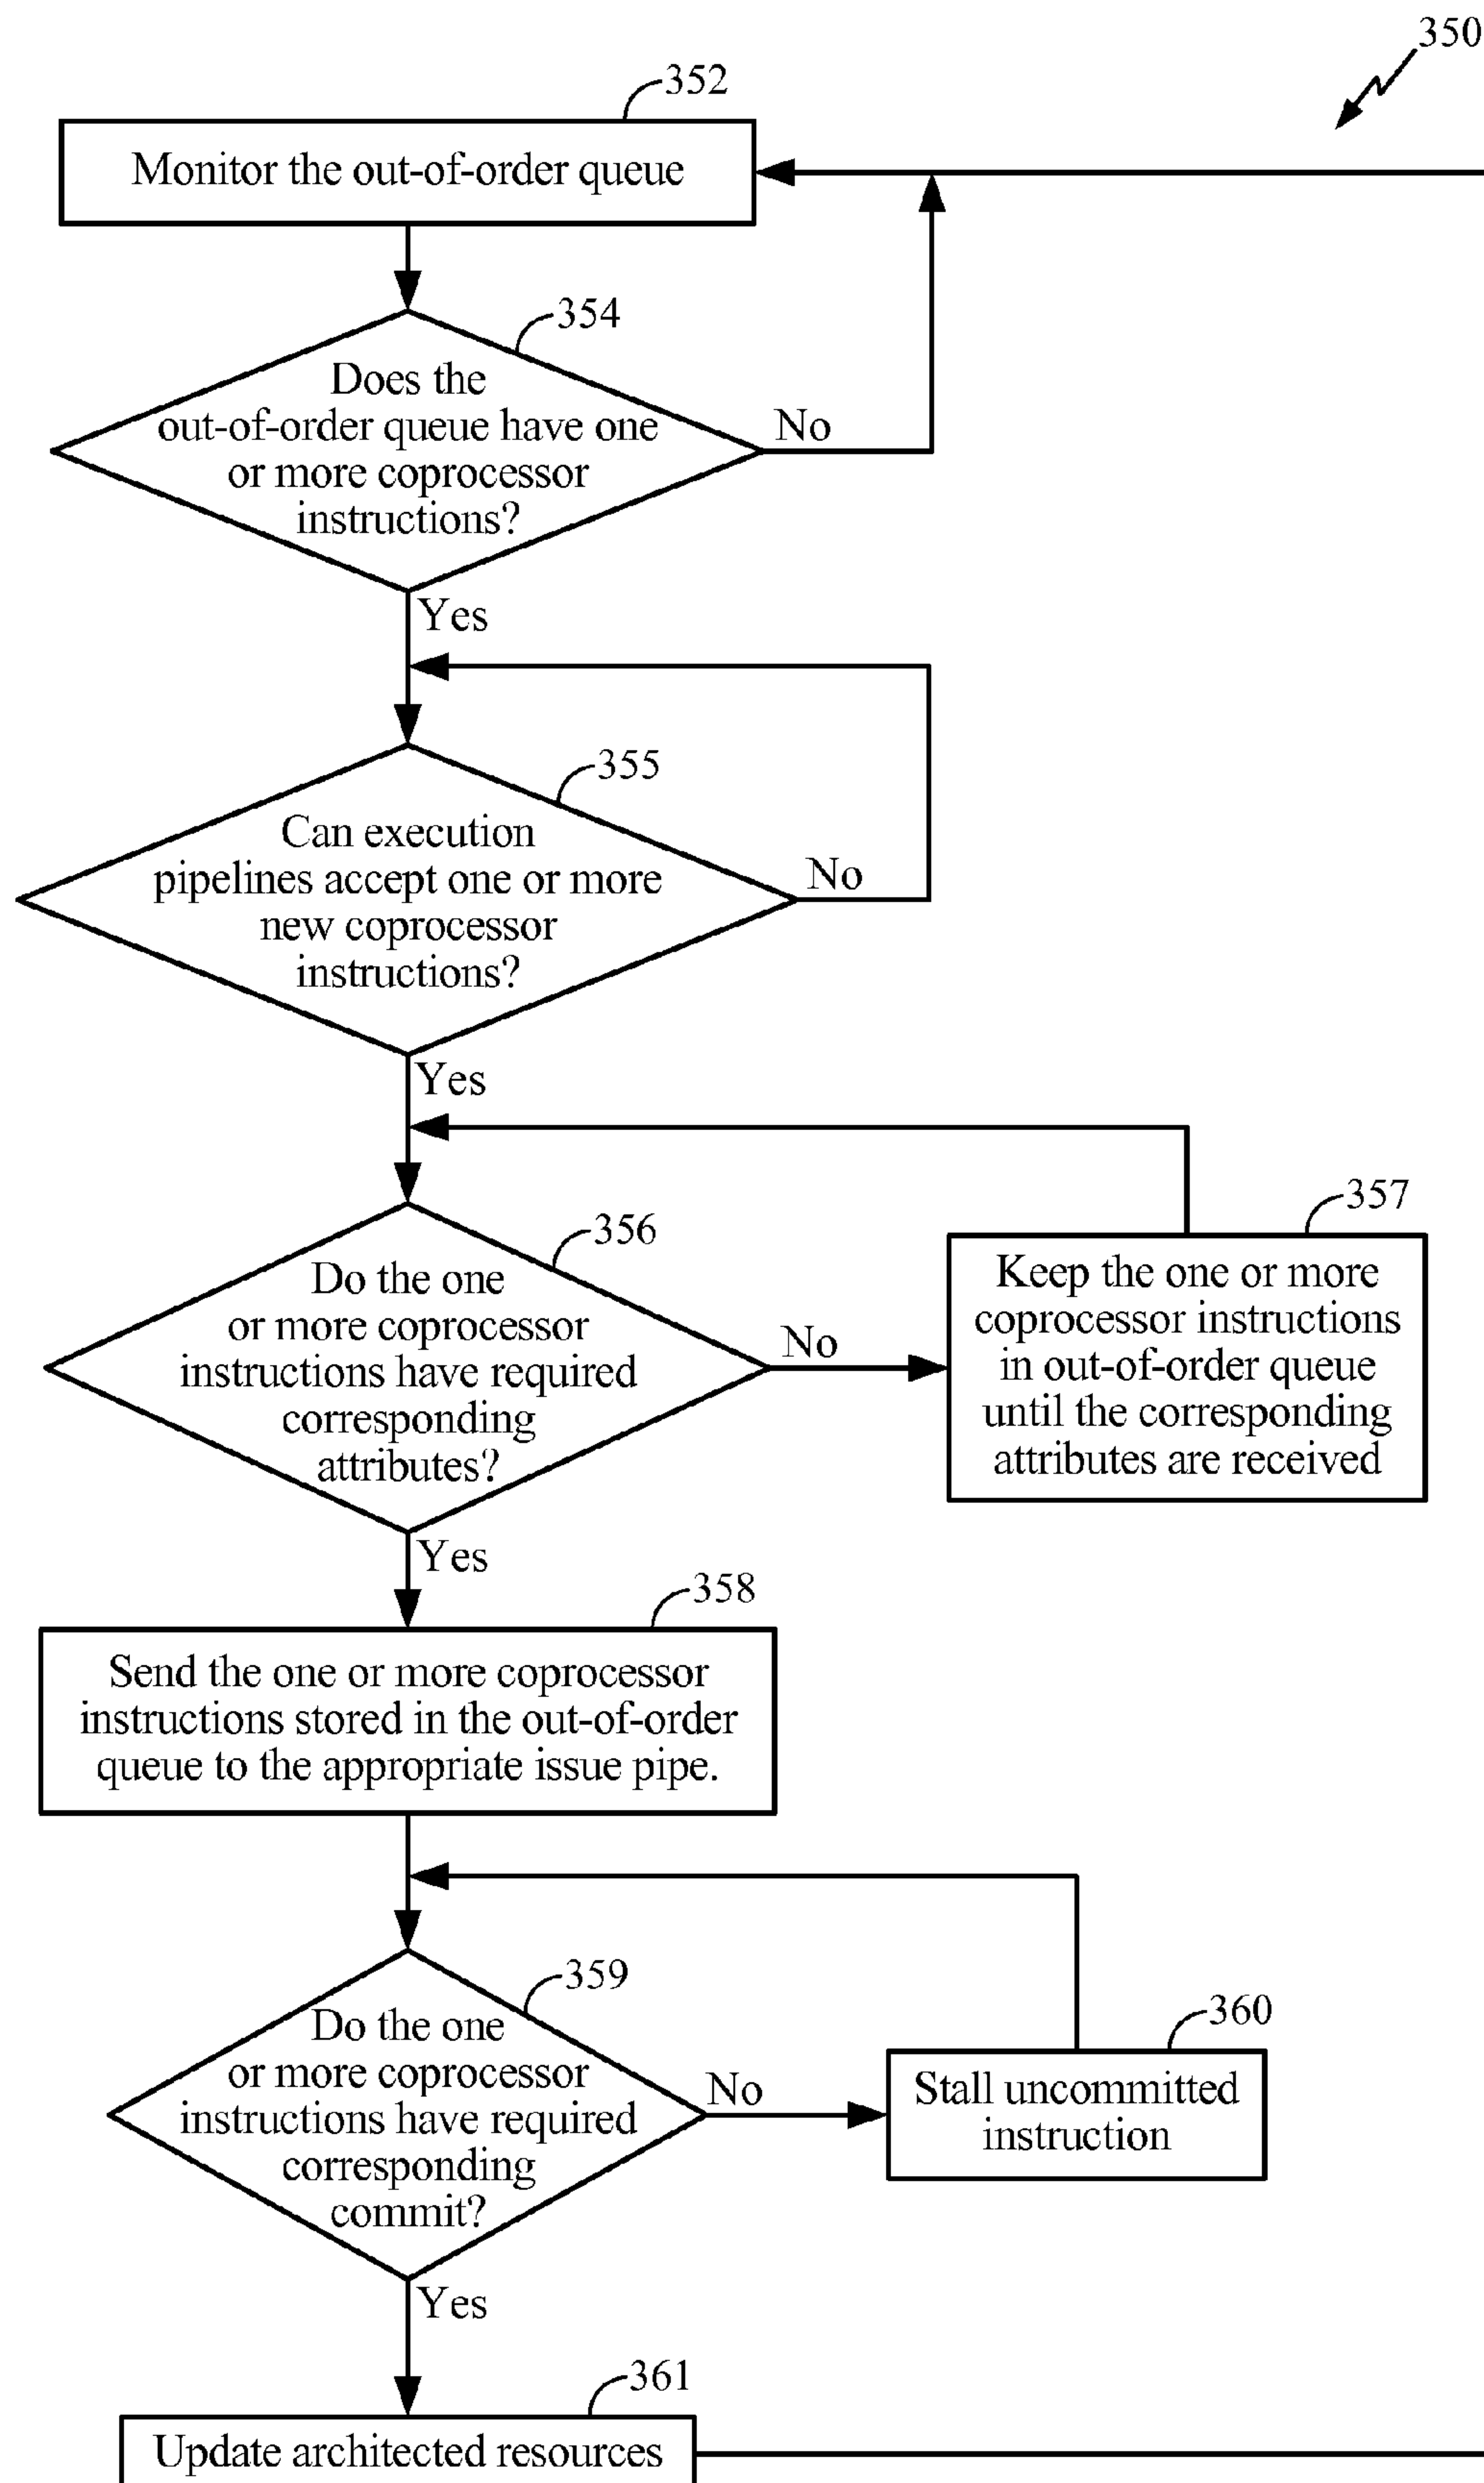 350
352
Monitor the out-of-order queue
354
Does the
out-of-order queue have one
or more coprocessor
instructions?
No
Yes
355
Can execution
pipelines accept one or more
new coprocessor
instructions?
No
Yes
356
Do the one
or more coprocessor
instructions have required
corresponding
attributes?
No
357
Keep the one or more
coprocessor instructions
in out-of-order queue
until the corresponding
attributes are received
Yes
358
Send the one or more coprocessor
instructions stored in the out-of-order
queue to the appropriate issue pipe.
359
Do the one
or more coprocessor
instructions have required
corresponding
commit?
No
360
Stall uncommitted
instruction
Yes
361
Update architected resources